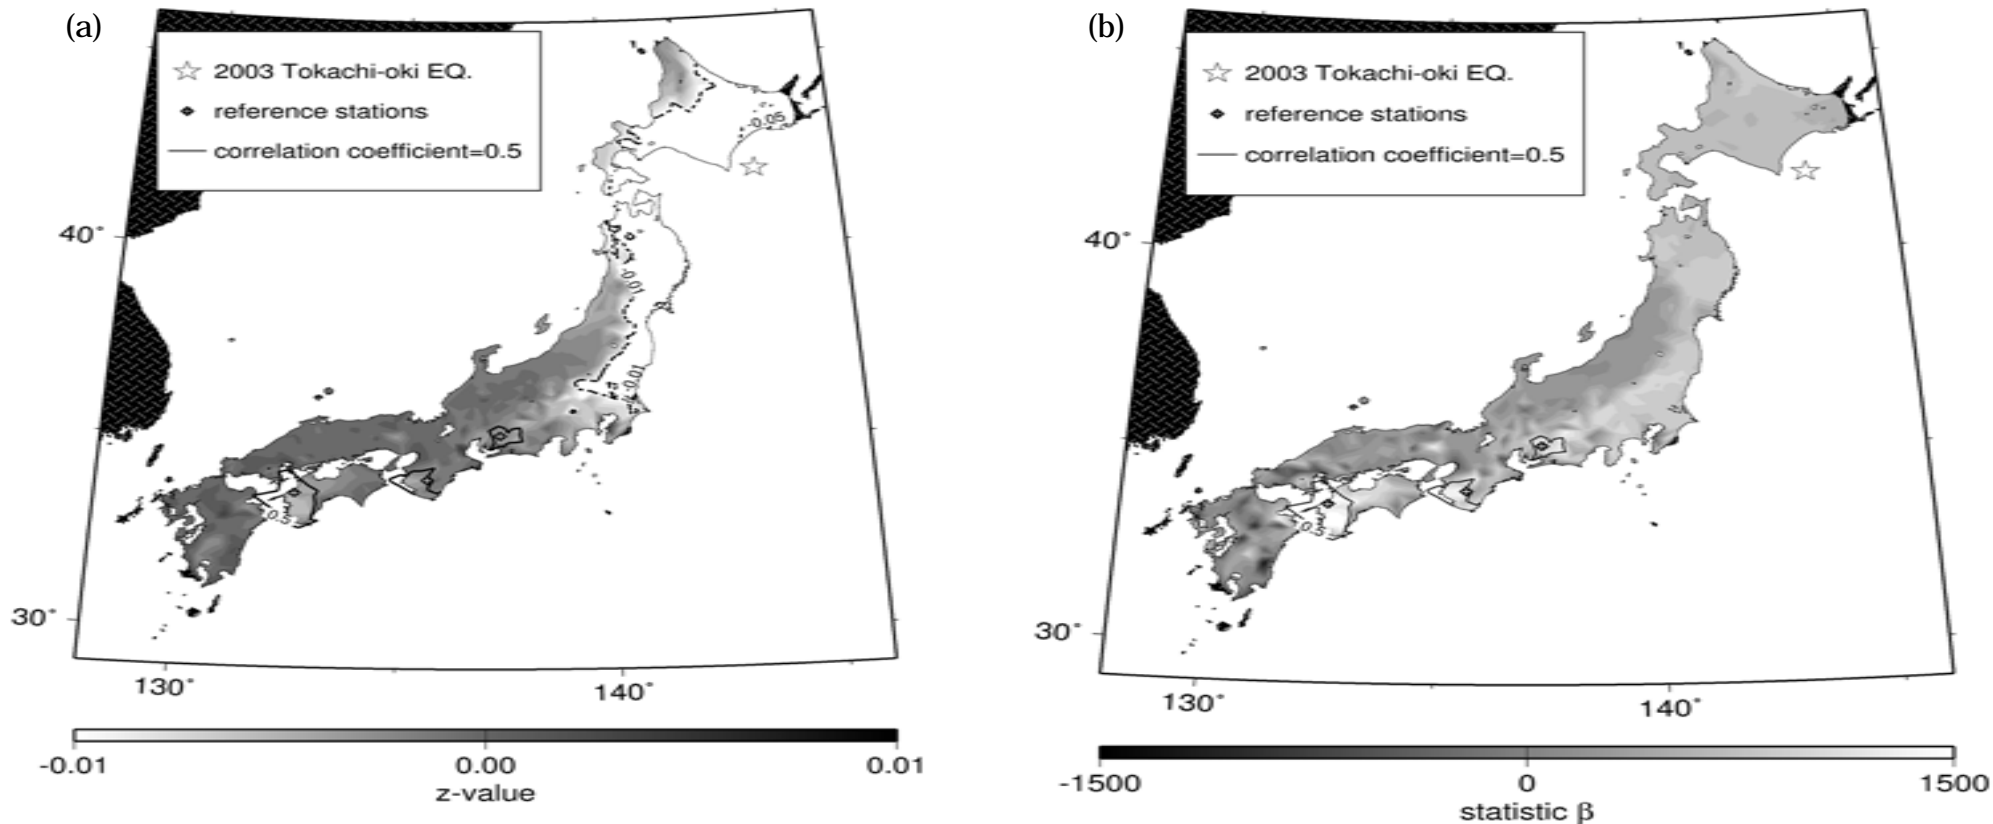 (a)
2003 Tokachi-oki EQ.
reference stations
correlation coefficient=0.5
-0.05
-0.01
-0.01
0.5
40°
30°
130°
140°
-0.01
0.00
0.01
z-value
(b)
2003 Tokachi-oki EQ.
reference stations
correlation coefficient=0.5
0.5
40°
30°
130°
140°
-1500
0
1500
statistic β